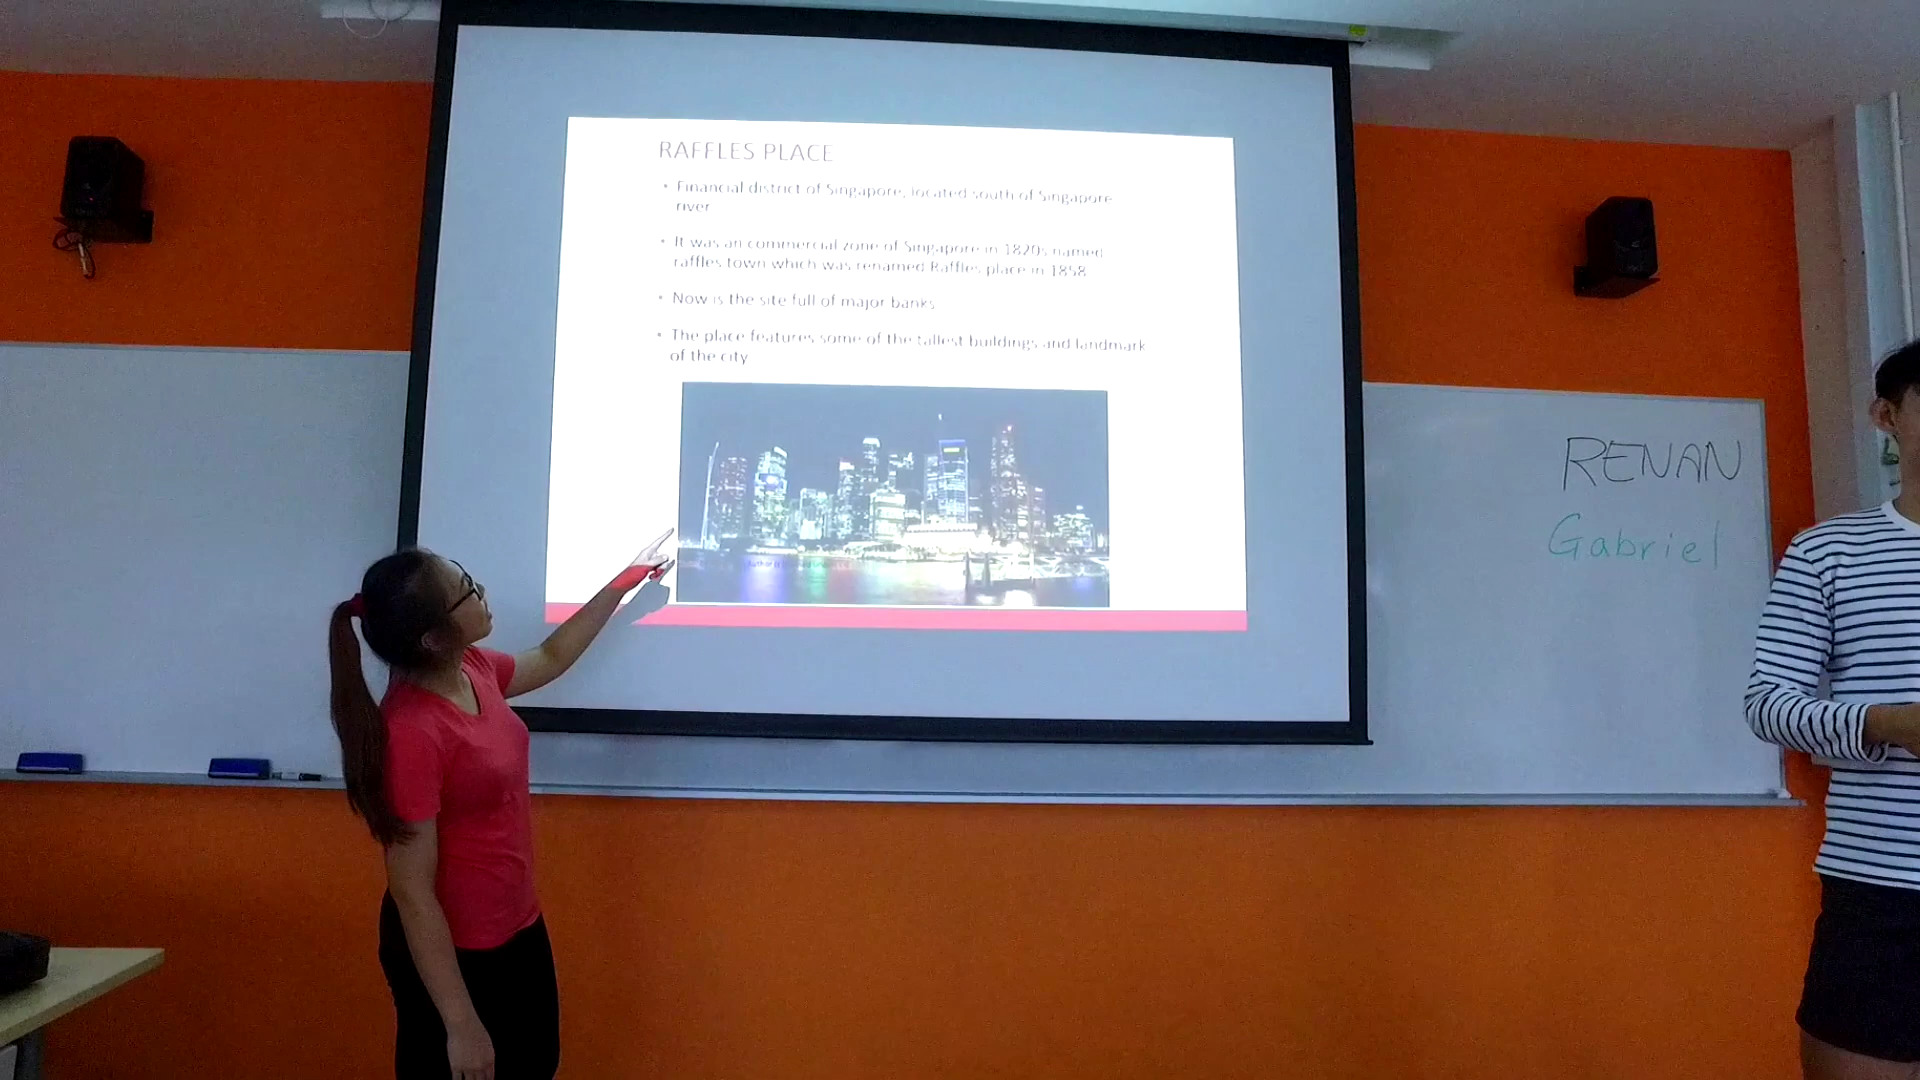 RAFFLES PLACE
• Financial district of Singapore, located south of Singapore
river
• It was an commercial zone of Singapore in 1820s named
raffles town which was renamed Raffles place in 1858
• Now is the site full of major banks
• The place features some of the tallest buildings and landmark
of the city
RENAN
Gabriel